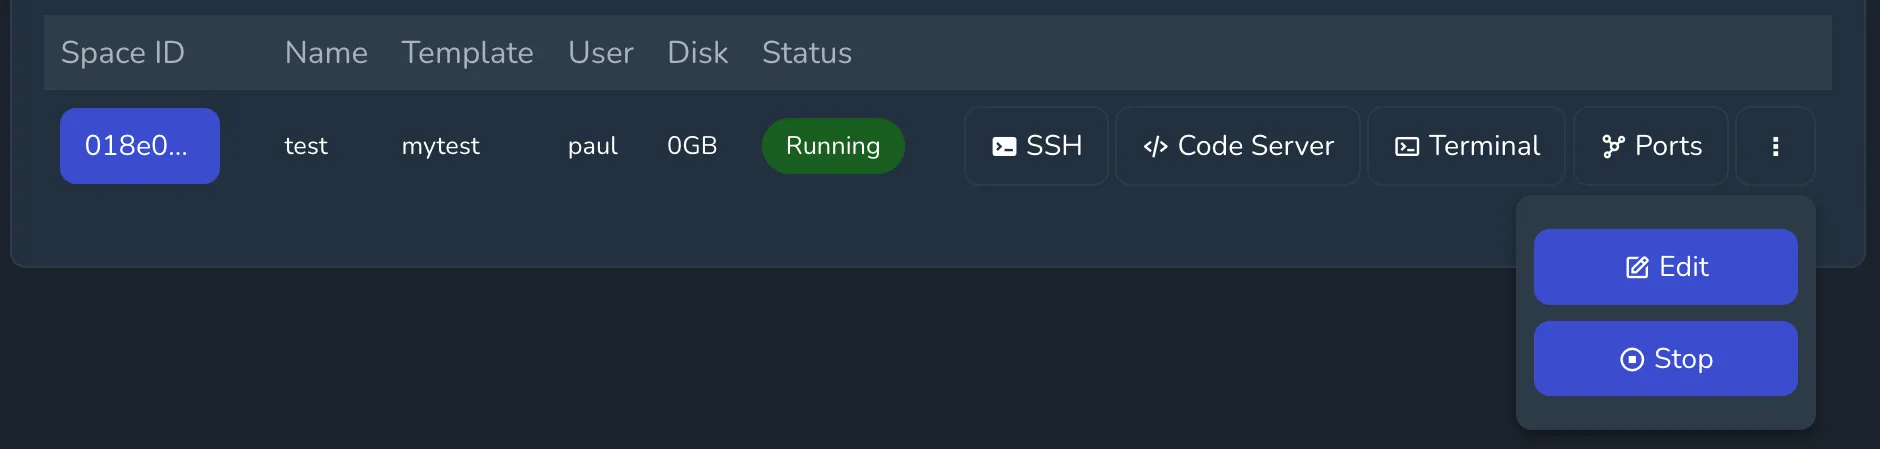 Space ID Name Template User Disk Status
018e0... test mytest paul 0GB Running SSH Code Server Terminal Ports
Edit
Stop